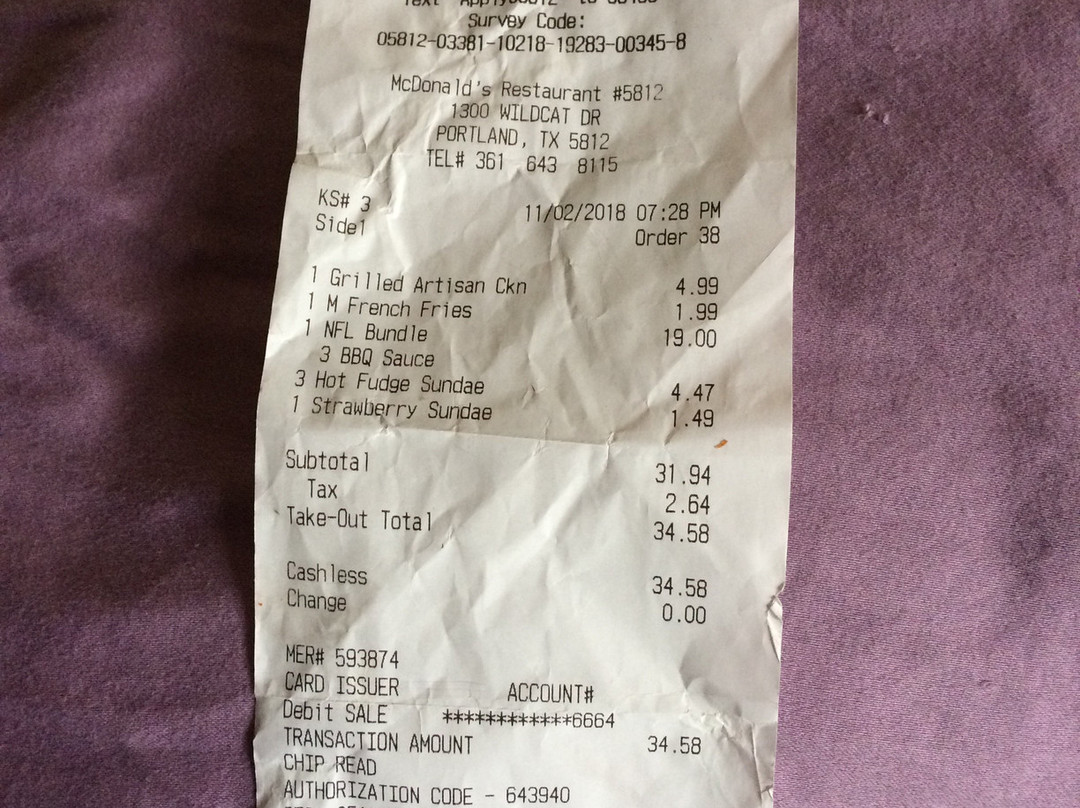 Survey Code:
05812-03381-10218-19283-00345-8
McDonald's Restaurant #5812
1300 WILDCAT DR
PORTLAND, TX 5812
TEL# 361 643 8115
KS# 3 11/02/2018 07:28 PM
Side1 Order 38
1 Grilled Artisan Ckn 4.99
1 M French Fries 1.99
1 NFL Bundle 19.00
3 BBQ Sauce
3 Hot Fudge Sundae 4.47
1 Strawberry Sundae 1.49
Subtotal 31.94
Tax 2.64
Take-Out Total 34.58
Cashless 34.58
Change 0.00
MER# 593874
CARD ISSUER ACCOUNT#
Debit SALE ************6664
TRANSACTION AMOUNT 34.58
CHIP READ
AUTHORIZATION CODE - 643940